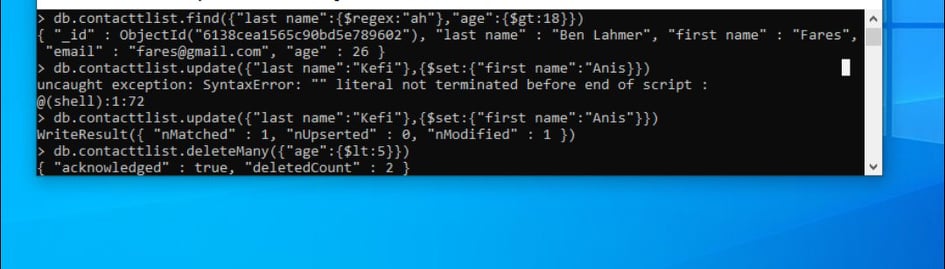 > db.contacttlist.find({"last name":{$regex:"ah"},"age":{$gt:18}})
{ "_id" : ObjectId("6138cea1565c90bd5e789602"), "last name" : "Ben Lahmer", "first name" : "Fares",
 "email" : "fares@gmail.com", "age" : 26 }
> db.contacttlist.update({"last name":"Kefi"},{$set:{"first name":"Anis}})
uncaught exception: SyntaxError: "" literal not terminated before end of script :
@(shell):1:72
> db.contacttlist.update({"last name":"Kefi"},{$set:{"first name":"Anis"}})
WriteResult({ "nMatched" : 1, "nUpserted" : 0, "nModified" : 1 })
> db.contacttlist.deleteMany({"age":{$lt:5}})
{ "acknowledged" : true, "deletedCount" : 2 }